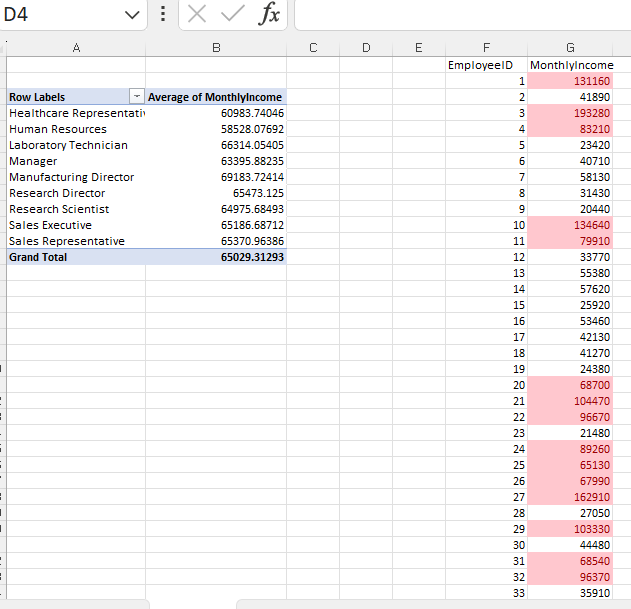 D4 fx
A B C D E F G
EmployeeID MonthlyIncome
1 131160
Row Labels Average of MonthlyIncome 2 41890
Healthcare Representativ 60983.74046 3 193280
Human Resources 58528.07692 4 83210
Laboratory Technician 66314.05405 5 23420
Manager 63395.88235 6 40710
Manufacturing Director 69183.72414 7 58130
Research Director 65473.125 8 31430
Research Scientist 64975.68493 9 20440
Sales Executive 65186.68712 10 134640
Sales Representative 65370.96386 11 79910
Grand Total 65029.31293 12 33770
13 55380
14 57620
15 25920
16 53460
17 42130
18 41270
19 24380
20 68700
21 104470
22 96670
23 21480
24 89260
25 65130
26 67990
27 162910
28 27050
29 103330
30 44480
31 68540
32 96370
33 35910